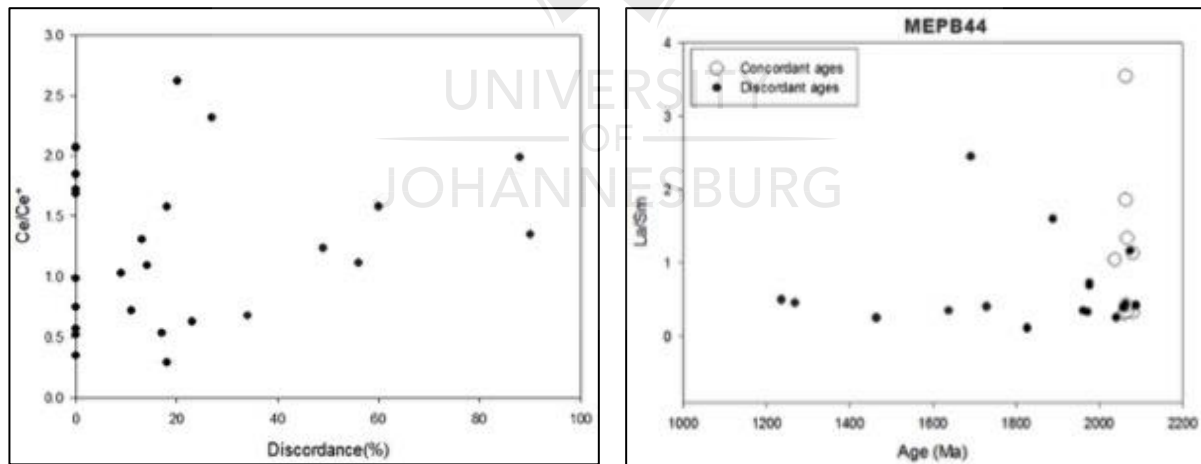 3.0
2.5
2.0
1.5
1.0
0.5
0.0
Ce/Ce*
0 20 40 60 80 100
Discordance(%)
MEPB44
Concordant ages
Discordant ages
4
3
2
1
0
La/Sm
1000 1200 1400 1600 1800 2000 2200
Age (Ma)
UNIVERSITY
OF
JOHANNESBURG